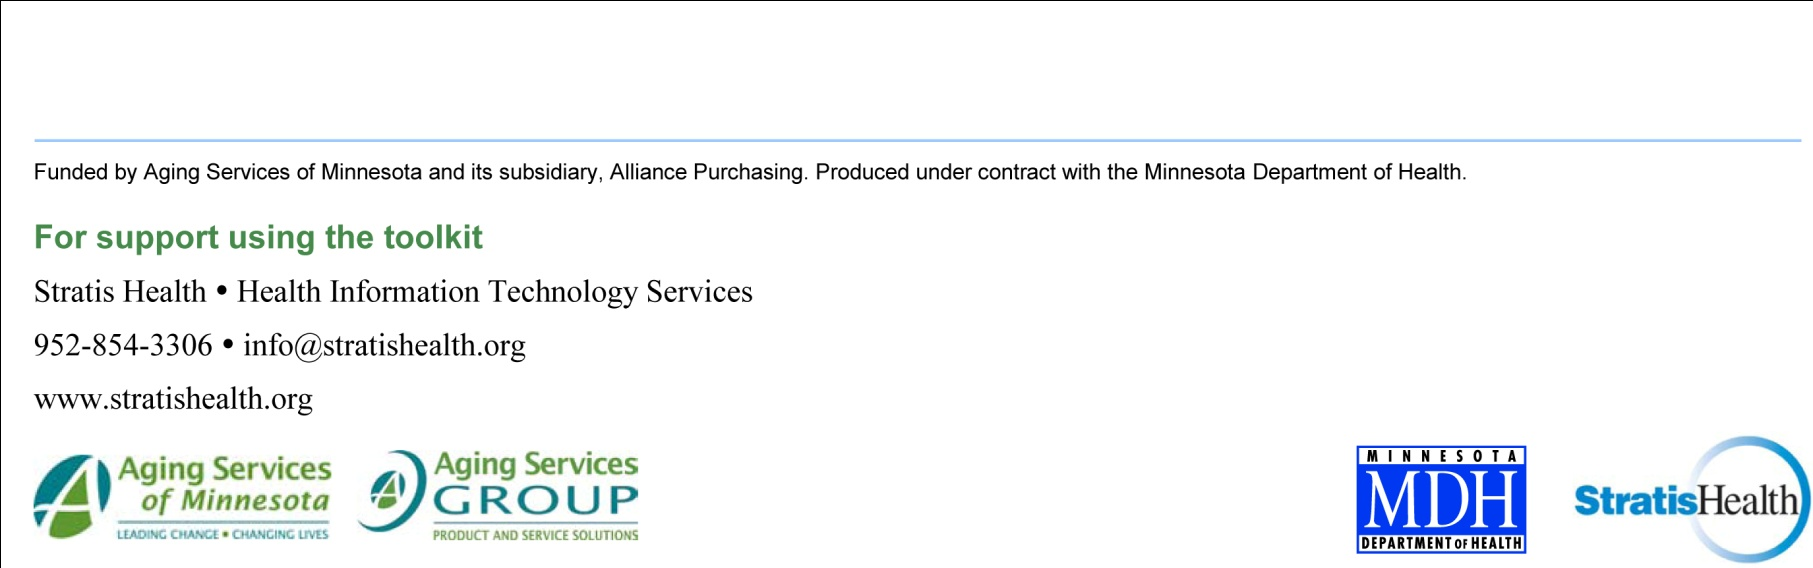 Funded by Aging Services of Minnesota and its subsidiary, Alliance Purchasing. Produced under contract with the Minnesota Department of Health.
For support using the toolkit
Stratis Health • Health Information Technology Services
952-854-3306 • info@stratishealth.org
www.stratishealth.org
Aging Services
of Minnesota
LEADING CHANGE • CHANGING LIVES
Aging Services
GROUP
PRODUCT AND SERVICE SOLUTIONS
MINNESOTA
MDH
DEPARTMENT OF HEALTH
StratisHealth